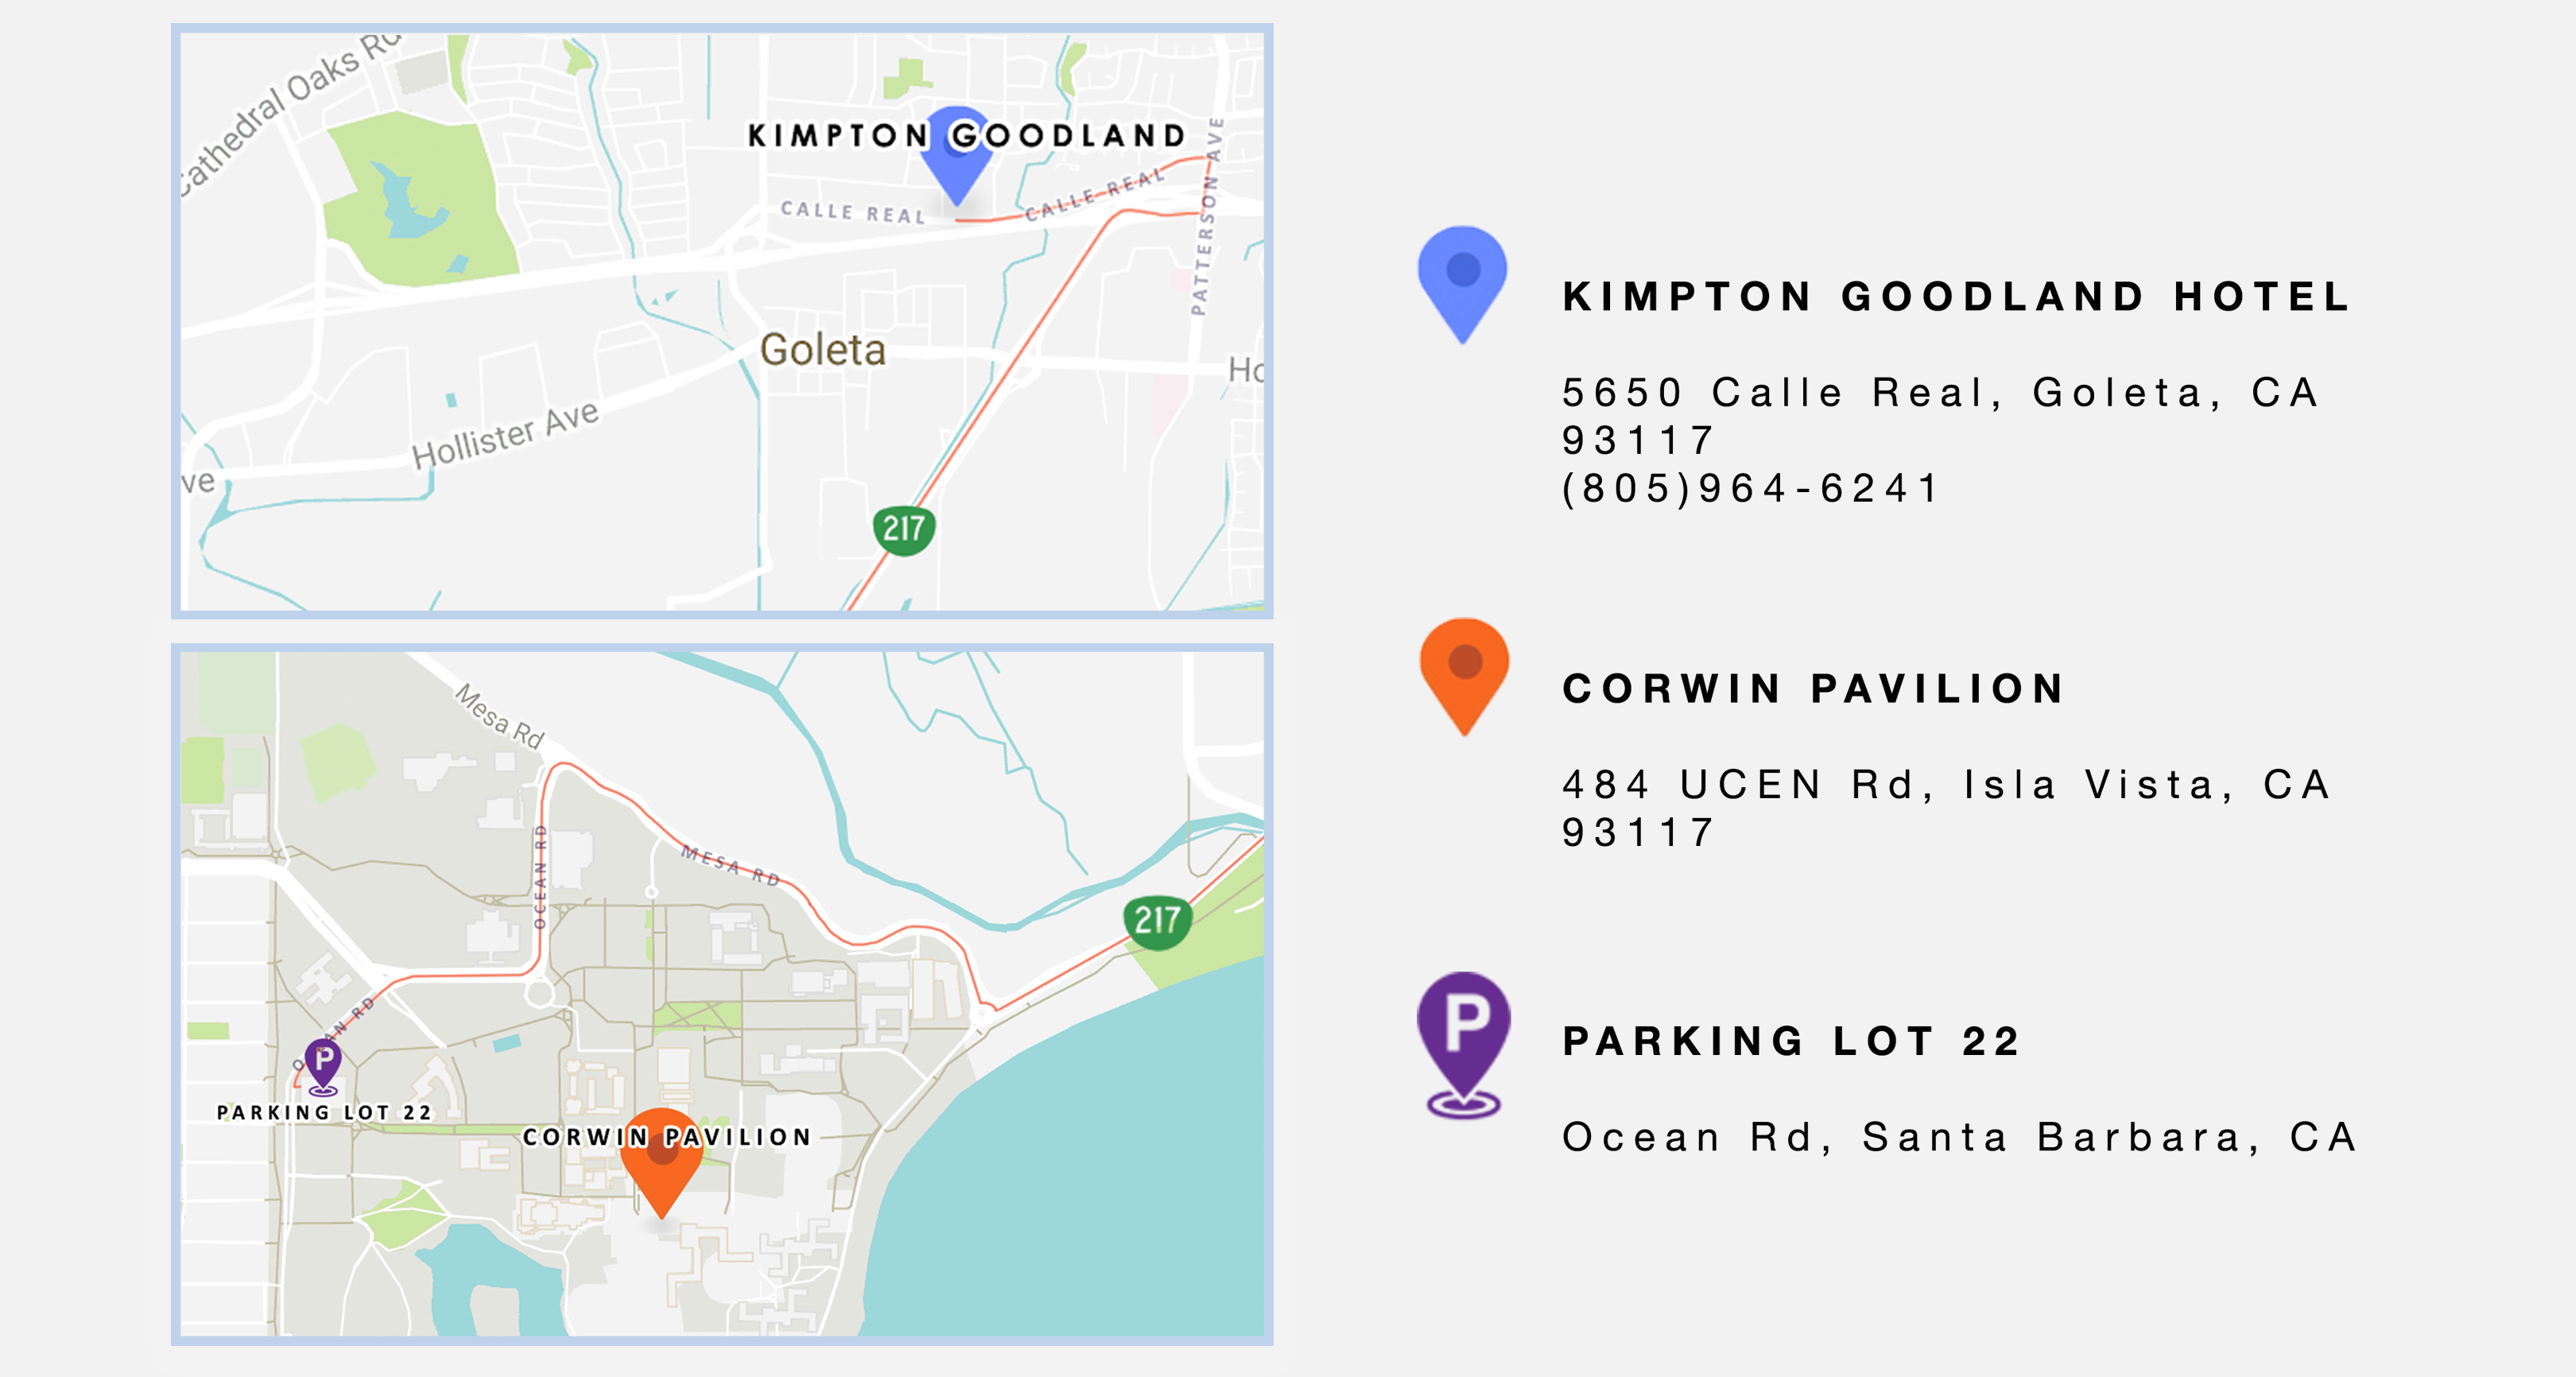 Cathedral Oaks Rd
KIMPTON GOODLAND
CALLE REAL
CALLE REAL
PATTERSON AVE
Goleta
Ho
Hollister Ave
ve
217
Mesa Rd
OCEAN RD
MESA RD
217
OCEAN RD
P
PARKING LOT 22
CORWIN PAVILION
KIMPTON GOODLAND HOTEL
5650 Calle Real, Goleta, CA
93117
(805)964-6241
CORWIN PAVILION
484 UCEN Rd, Isla Vista, CA
93117
P
PARKING LOT 22
Ocean Rd, Santa Barbara, CA